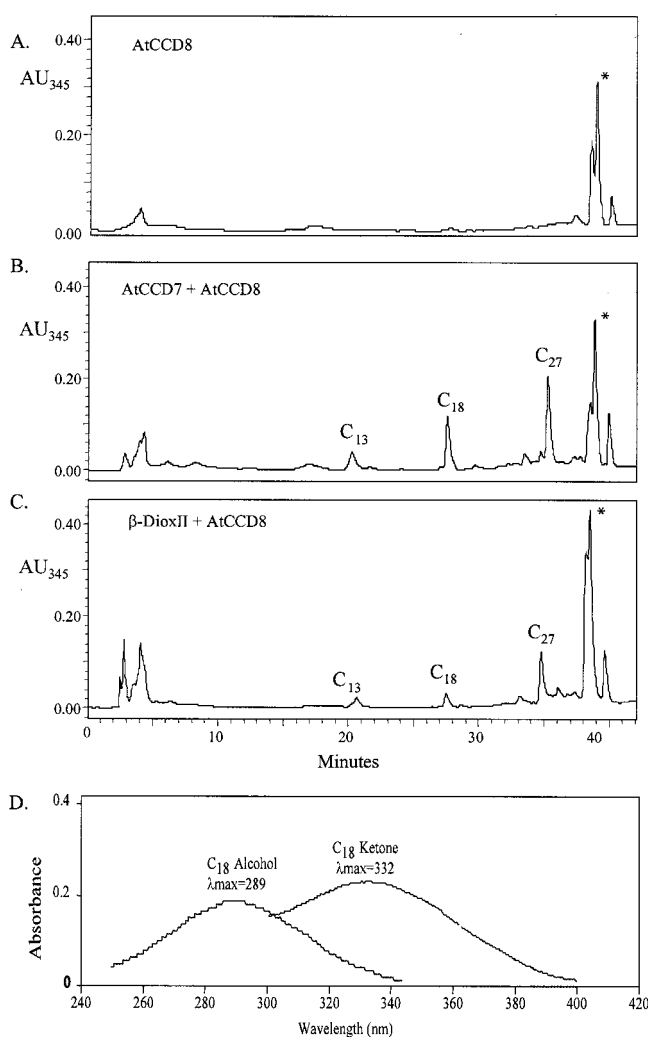 A.
AtCCD8
0.40
AU345
*
0.20
0.00
B.
AtCCD7 + AtCCD8
0.40
AU345
*
C27
0.20
C18
C13
0.00
C.
β-DioxII + AtCCD8
0.40
AU345
*
0.20
C27
C13
C18
0.00
0 10 20 30 40
Minutes
D.
0.4
C18 Alcohol
λmax=289
C18 Ketone
λmax=332
0.2
0
Absorbance
240 260 280 300 320 340 360 380 400 420
Wavelength (nm)